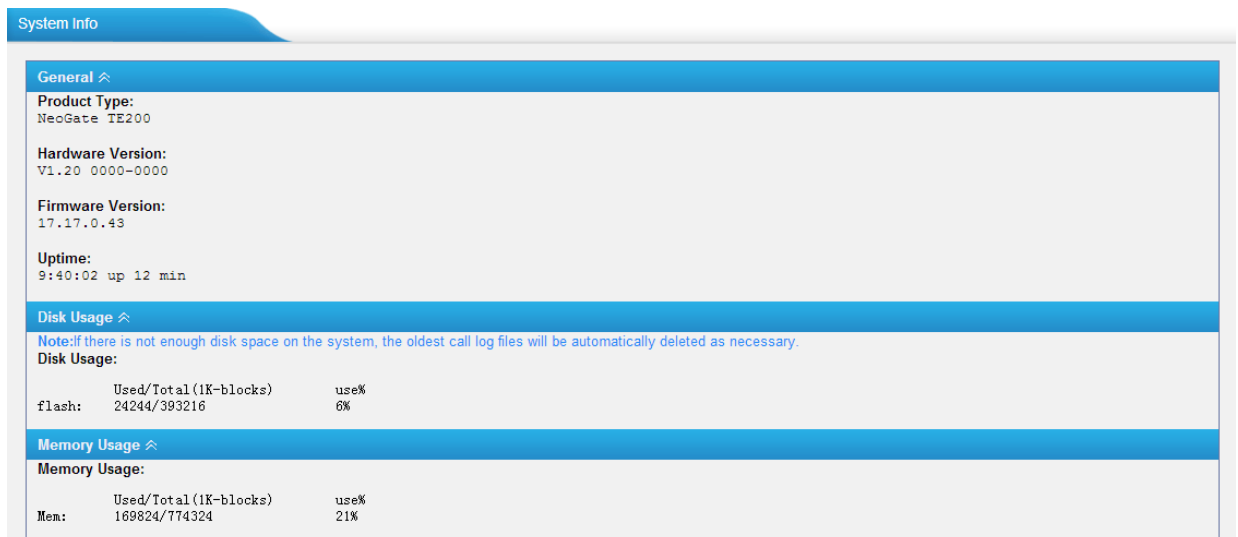 System Info
General
Product Type:
NeoGate TE200
Hardware Version:
V1.20 0000-0000
Firmware Version:
17.17.0.43
Uptime:
9:40:02 up 12 min
Disk Usage
Note:If there is not enough disk space on the system, the oldest call log files will be automatically deleted as necessary.
Disk Usage:
Used/Total(1K-blocks) use%
flash: 24244/393216 6%
Memory Usage
Memory Usage:
Used/Total(1K-blocks) use%
Mem: 169824/774324 21%